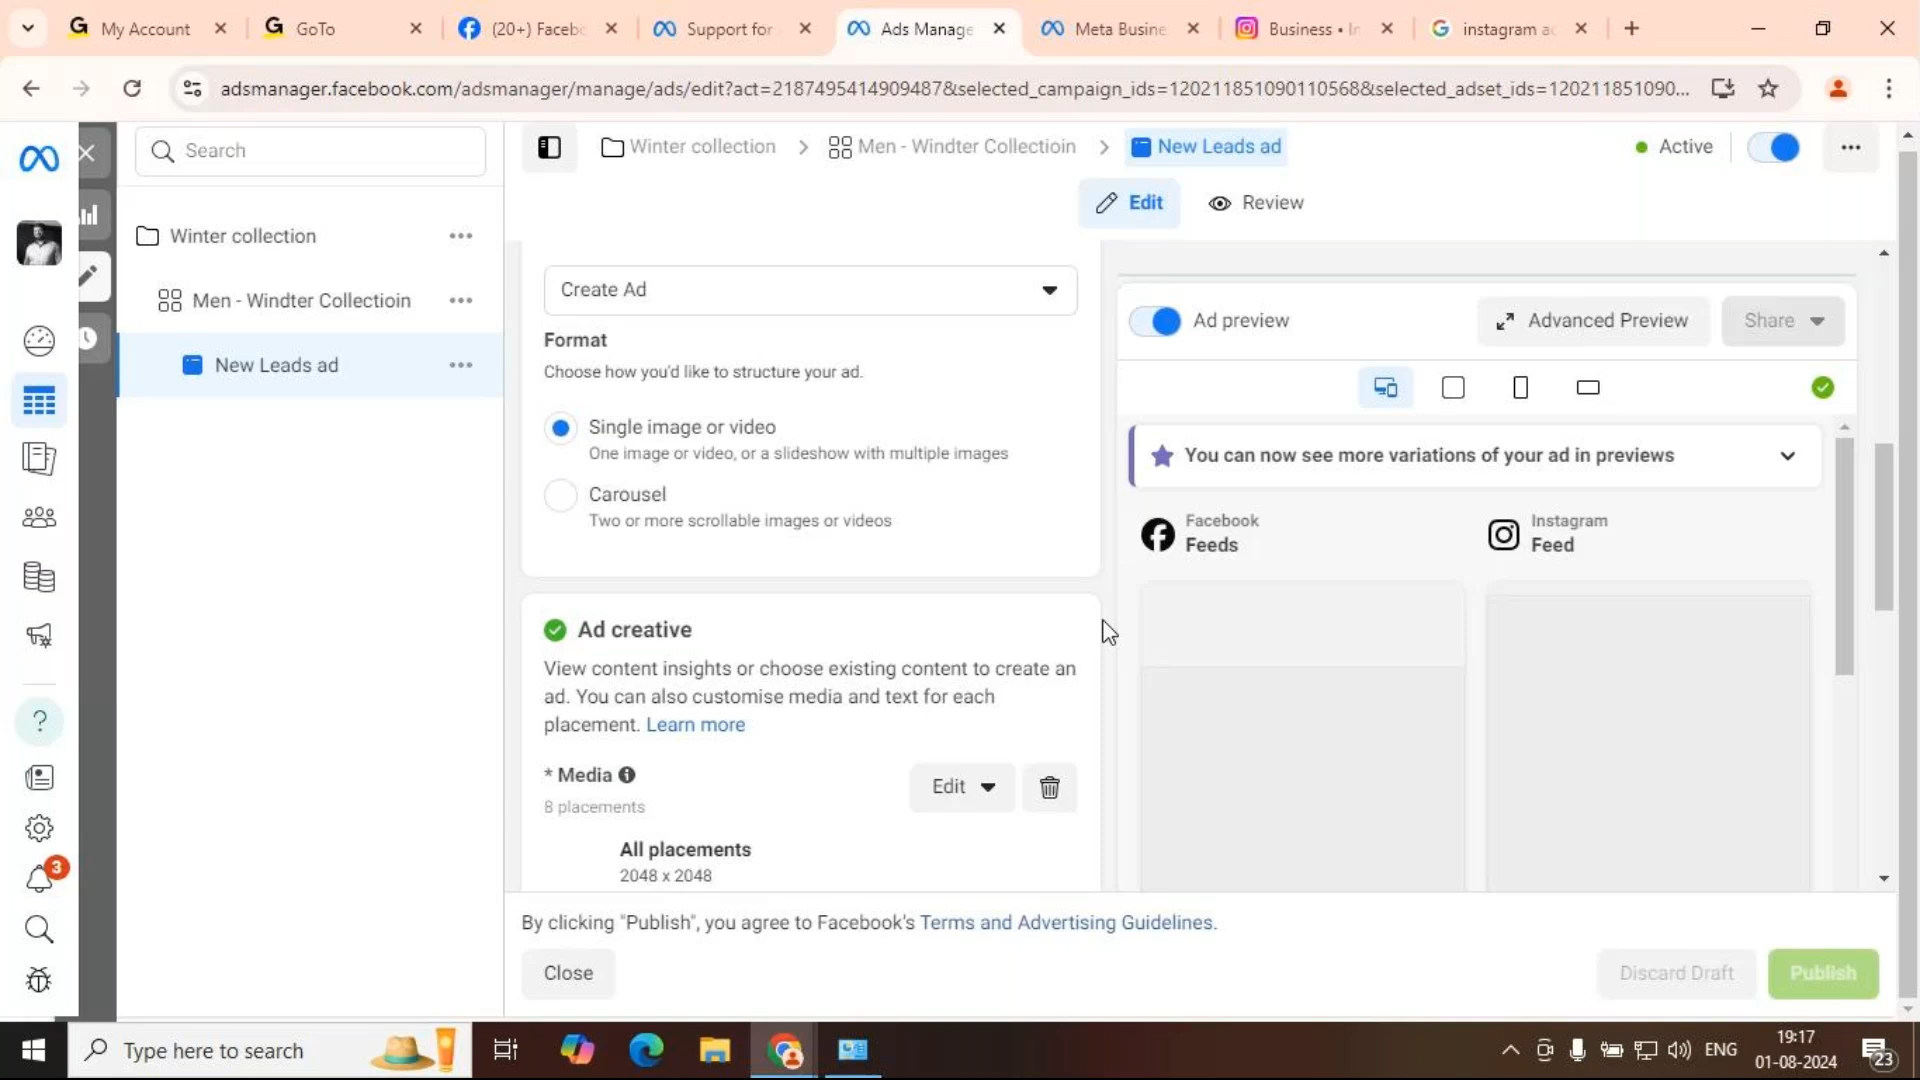 My Account
GoTo
(20+) Facebo
Support for
Ads Manage
Meta Busine
Business • In
instagram ac
adsmanager.facebook.com/adsmanager/manage/ads/edit?act=2187495414909487&selected_campaign_ids=120211851090110568&selected_adset_ids=120211851090...
Search
Winter collection
Men - Windter Collectioin
New Leads ad
Active
Edit
Review
Winter collection
Men - Windter Collectioin
New Leads ad
Create Ad
Format
Choose how you'd like to structure your ad.
Single image or video
One image or video, or a slideshow with multiple images
Carousel
Two or more scrollable images or videos
Ad creative
View content insights or choose existing content to create an
ad. You can also customise media and text for each
placement. Learn more
* Media
8 placements
Edit
All placements
2048 x 2048
Ad preview
Advanced Preview
Share
You can now see more variations of your ad in previews
Facebook
Feeds
Instagram
Feed
3
By clicking "Publish", you agree to Facebook's Terms and Advertising Guidelines.
Close
Discard Draft
Publish
Type here to search
ENG
19:17
01-08-2024
23